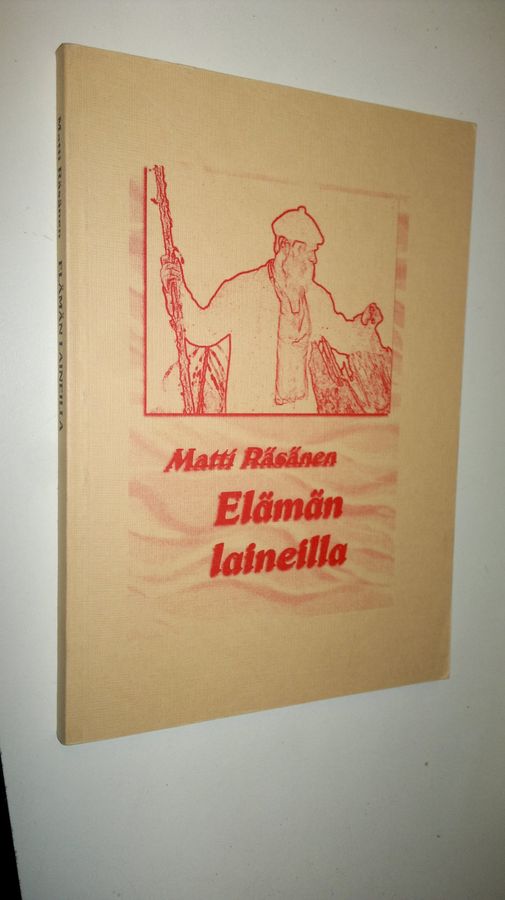 Matti Räsänen ELÄMÄN LAINEILLA
Matti Räsänen
Elämän
laineilla